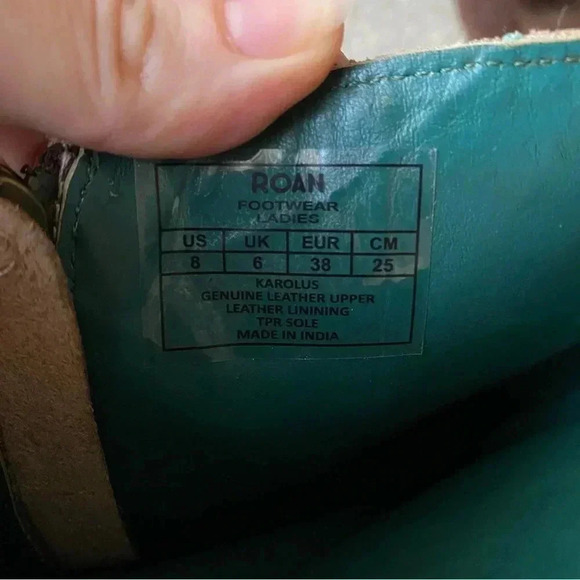 ROAN
FOOTWEAR
LADIES
US UK EUR CM
8 6 38 25
KAROLUS
GENUINE LEATHER UPPER
LEATHER LINING
TPR SOLE
MADE IN INDIA